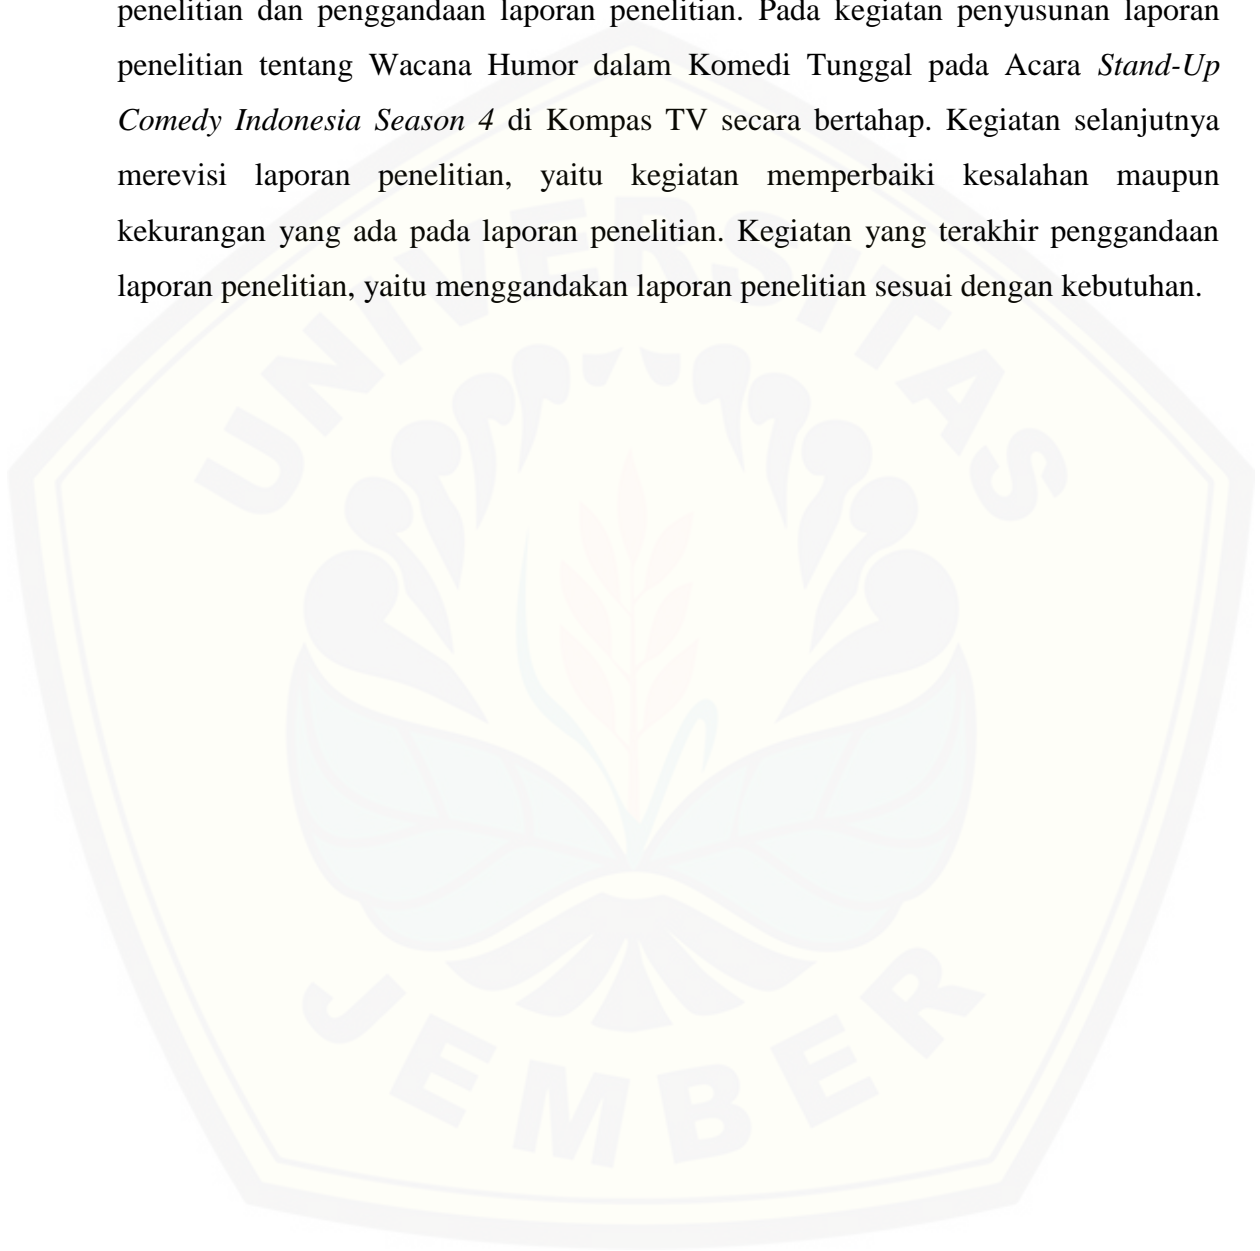 penelitian dan penggandaan laporan penelitian. Pada kegiatan penyusunan laporan
penelitian tentang Wacana Humor dalam Komedi Tunggal pada Acara Stand-Up
Comedy Indonesia Season 4 di Kompas TV secara bertahap. Kegiatan selanjutnya
merevisi laporan penelitian, yaitu kegiatan memperbaiki kesalahan maupun
kekurangan yang ada pada laporan penelitian. Kegiatan yang terakhir penggandaan
laporan penelitian, yaitu menggandakan laporan penelitian sesuai dengan kebutuhan.
UNIVERSITAS
JEMBER